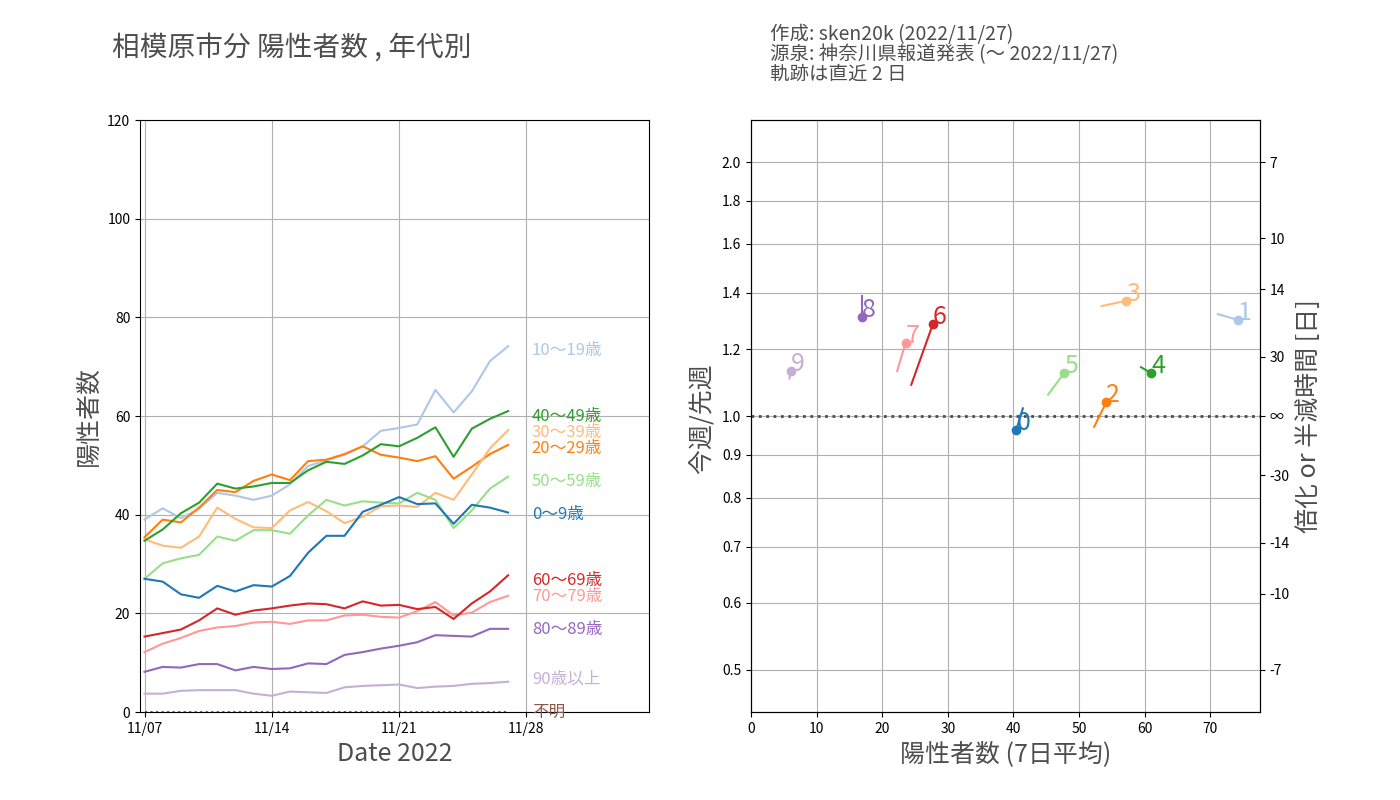 相模原市分 陽性者数 , 年代別
作成: sken20k (2022/11/27)
源泉: 神奈川県報道発表 (〜 2022/11/27)
軌跡は直近 2 日
陽性者数
120
100
80
60
40
20
0
10〜19歳
40〜49歳
30〜39歳
20〜29歳
50〜59歳
0〜9歳
60〜69歳
70〜79歳
80〜89歳
90歳以上
不明
11/07
11/14
11/21
11/28
Date 2022
今週/先週
2.0
1.8
1.6
1.4
1.2
1.0
0.9
0.8
0.7
0.6
0.5
8
3
1
6
7
9
5
4
2
0
7
10
14
30
∞
-30
-14
-10
-7
倍化 or 半減時間 [日]
0
10
20
30
40
50
60
70
陽性者数 (7日平均)